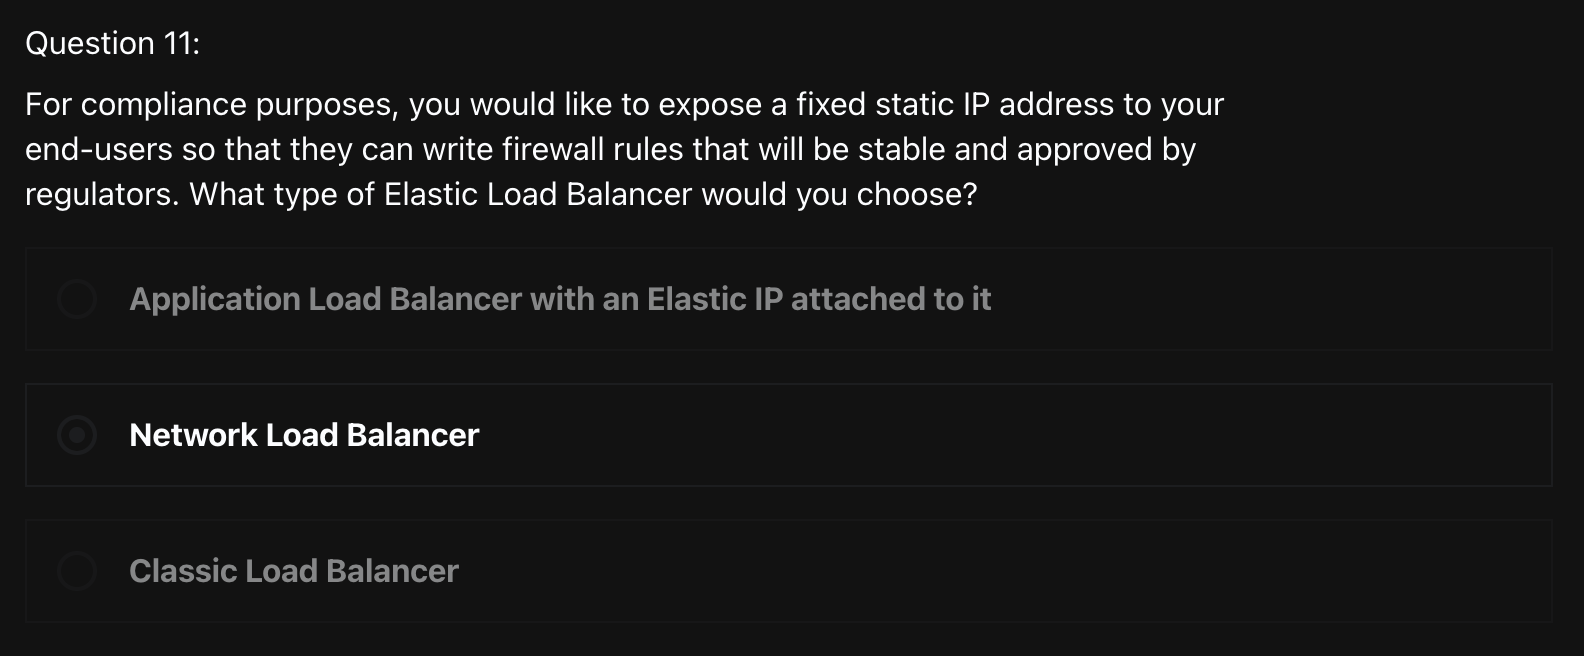 Question 11:
For compliance purposes, you would like to expose a fixed static IP address to your
end-users so that they can write firewall rules that will be stable and approved by
regulators. What type of Elastic Load Balancer would you choose?
Application Load Balancer with an Elastic IP attached to it
Network Load Balancer
Classic Load Balancer